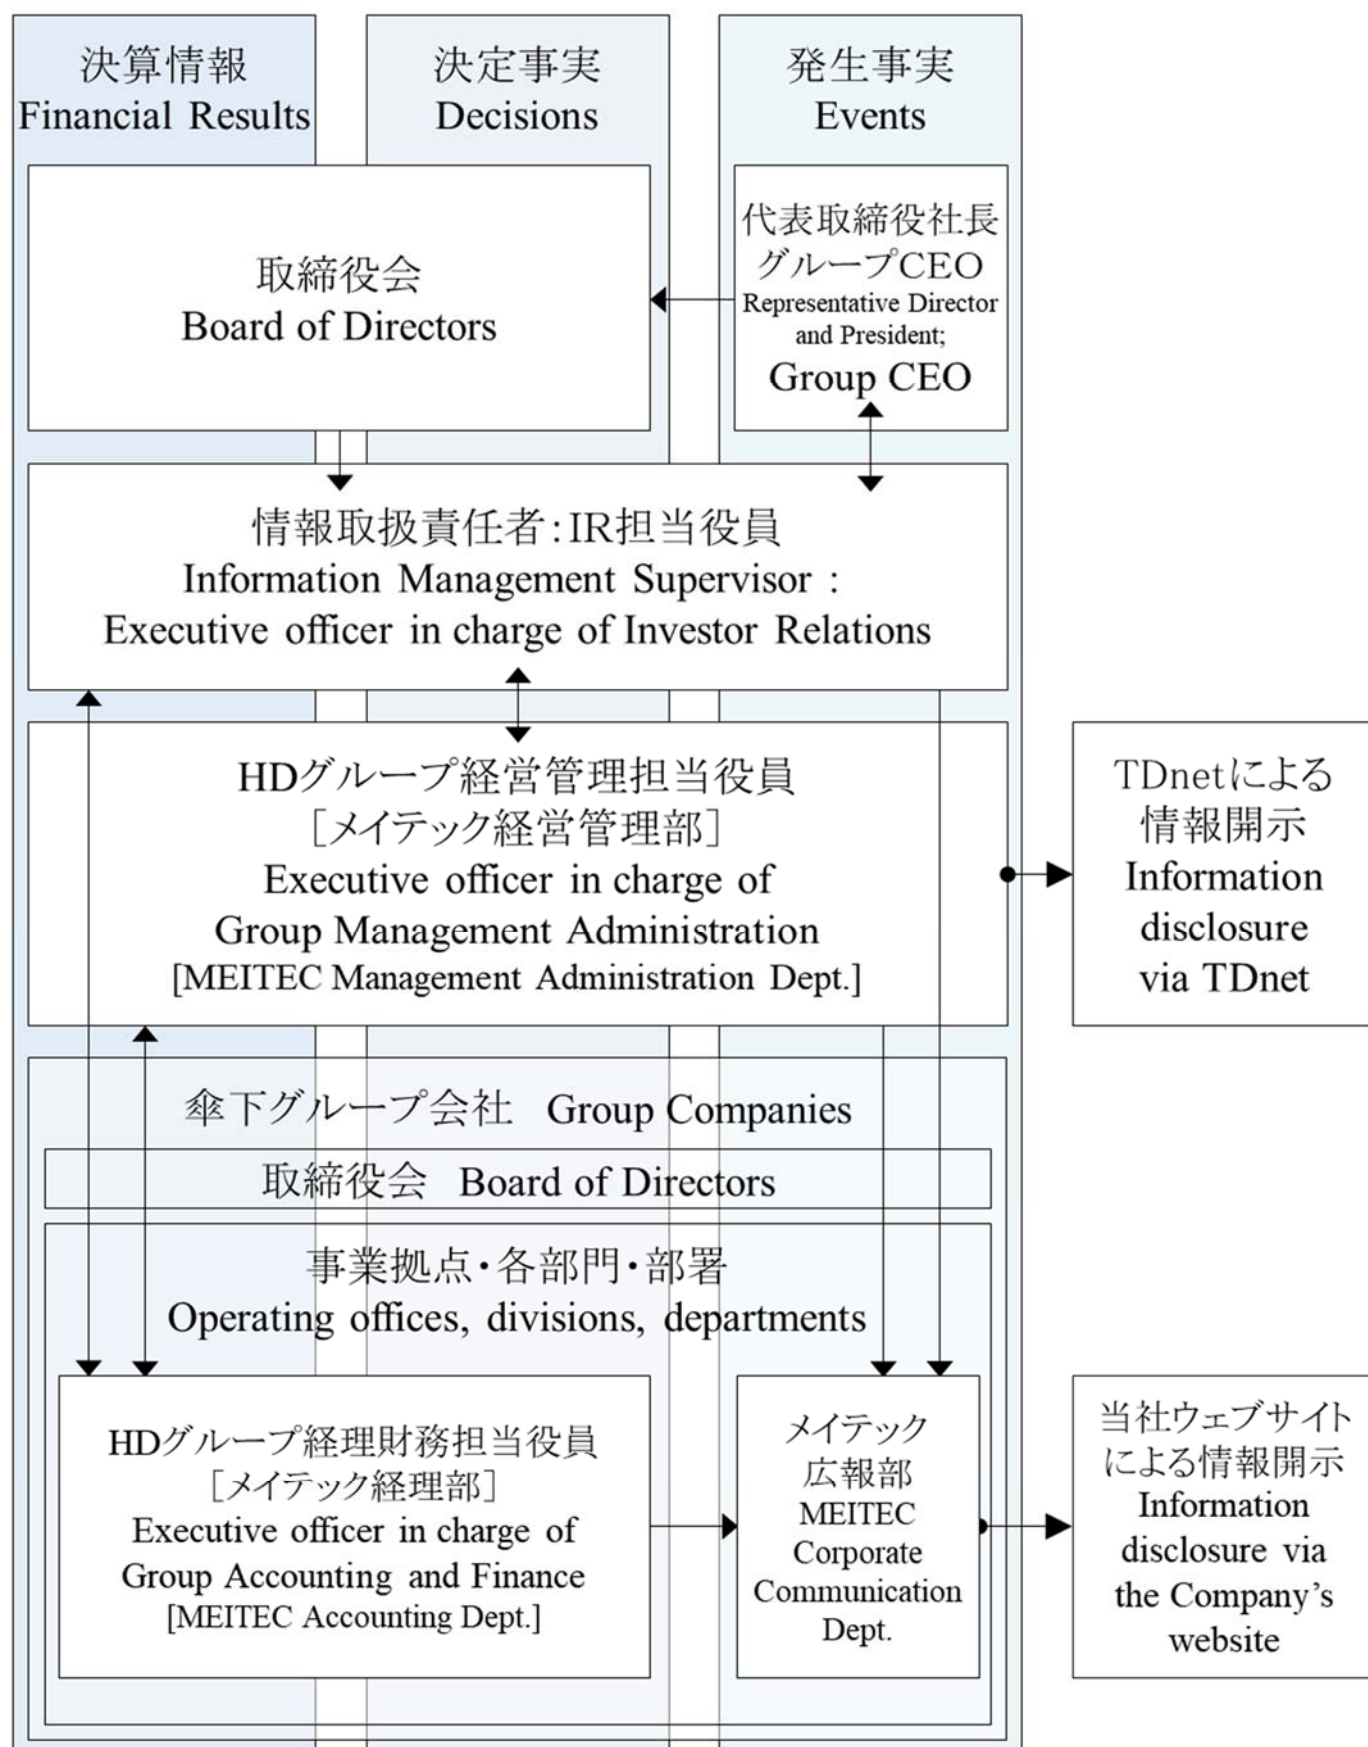 決算情報
Financial Results
決定事実
Decisions
発生事実
Events
取締役会
Board of Directors
代表取締役社長
グループCEO
Representative Director
and President;
Group CEO
情報取扱責任者：IR担当役員
Information Management Supervisor :
Executive officer in charge of Investor Relations
HDグループ経営管理担当役員
［メイテック経営管理部］
Executive officer in charge of
Group Management Administration
[MEITEC Management Administration Dept.]
TDnetによる
情報開示
Information
disclosure
via TDnet
傘下グループ会社 Group Companies
取締役会 Board of Directors
事業拠点・各部門・部署
Operating offices, divisions, departments
HDグループ経理財務担当役員
［メイテック経理部］
Executive officer in charge of
Group Accounting and Finance
[MEITEC Accounting Dept.]
メイテック
広報部
MEITEC
Corporate
Communication
Dept.
当社ウェブサイト
による情報開示
Information
disclosure via
the Company’s
website